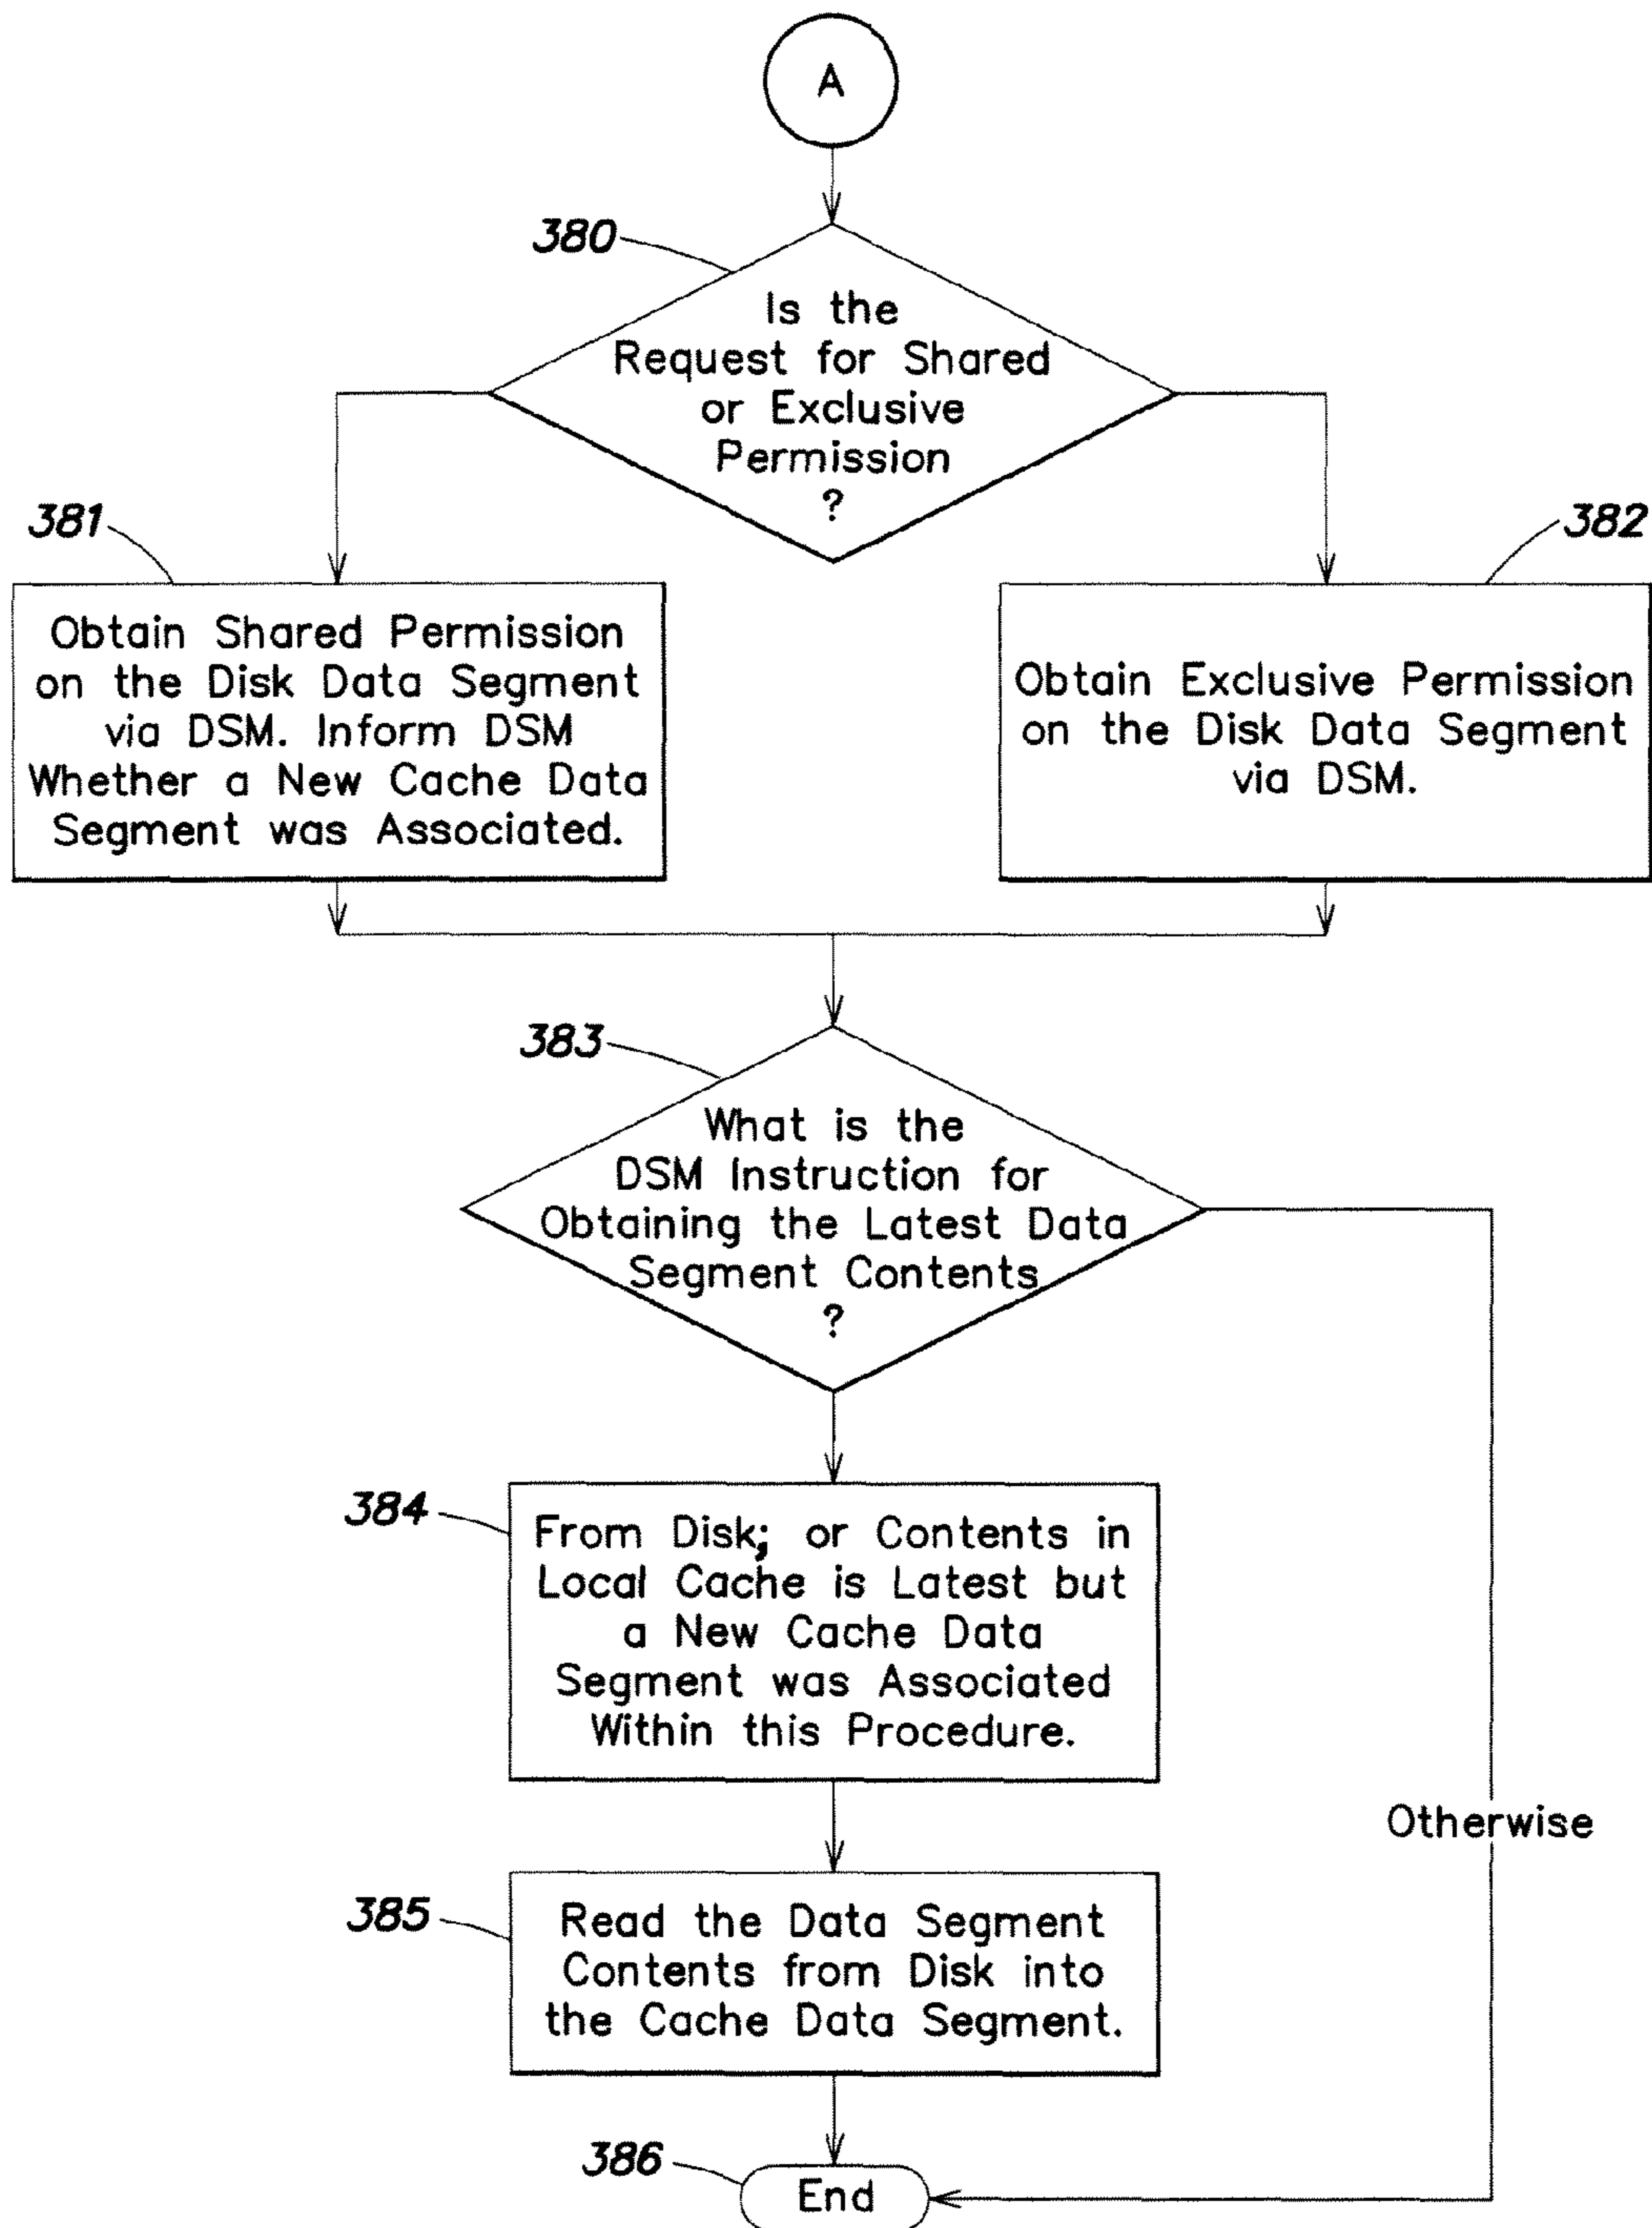 A
380
Is the
Request for Shared
or Exclusive
Permission
?
381
Obtain Shared Permission
on the Disk Data Segment
via DSM. Inform DSM
Whether a New Cache Data
Segment was Associated.
382
Obtain Exclusive Permission
on the Disk Data Segment
via DSM.
383
What is the
DSM Instruction for
Obtaining the Latest Data
Segment Contents
?
384
From Disk; or Contents in
Local Cache is Latest but
a New Cache Data
Segment was Associated
Within this Procedure.
Otherwise
385
Read the Data Segment
Contents from Disk into
the Cache Data Segment.
386
End